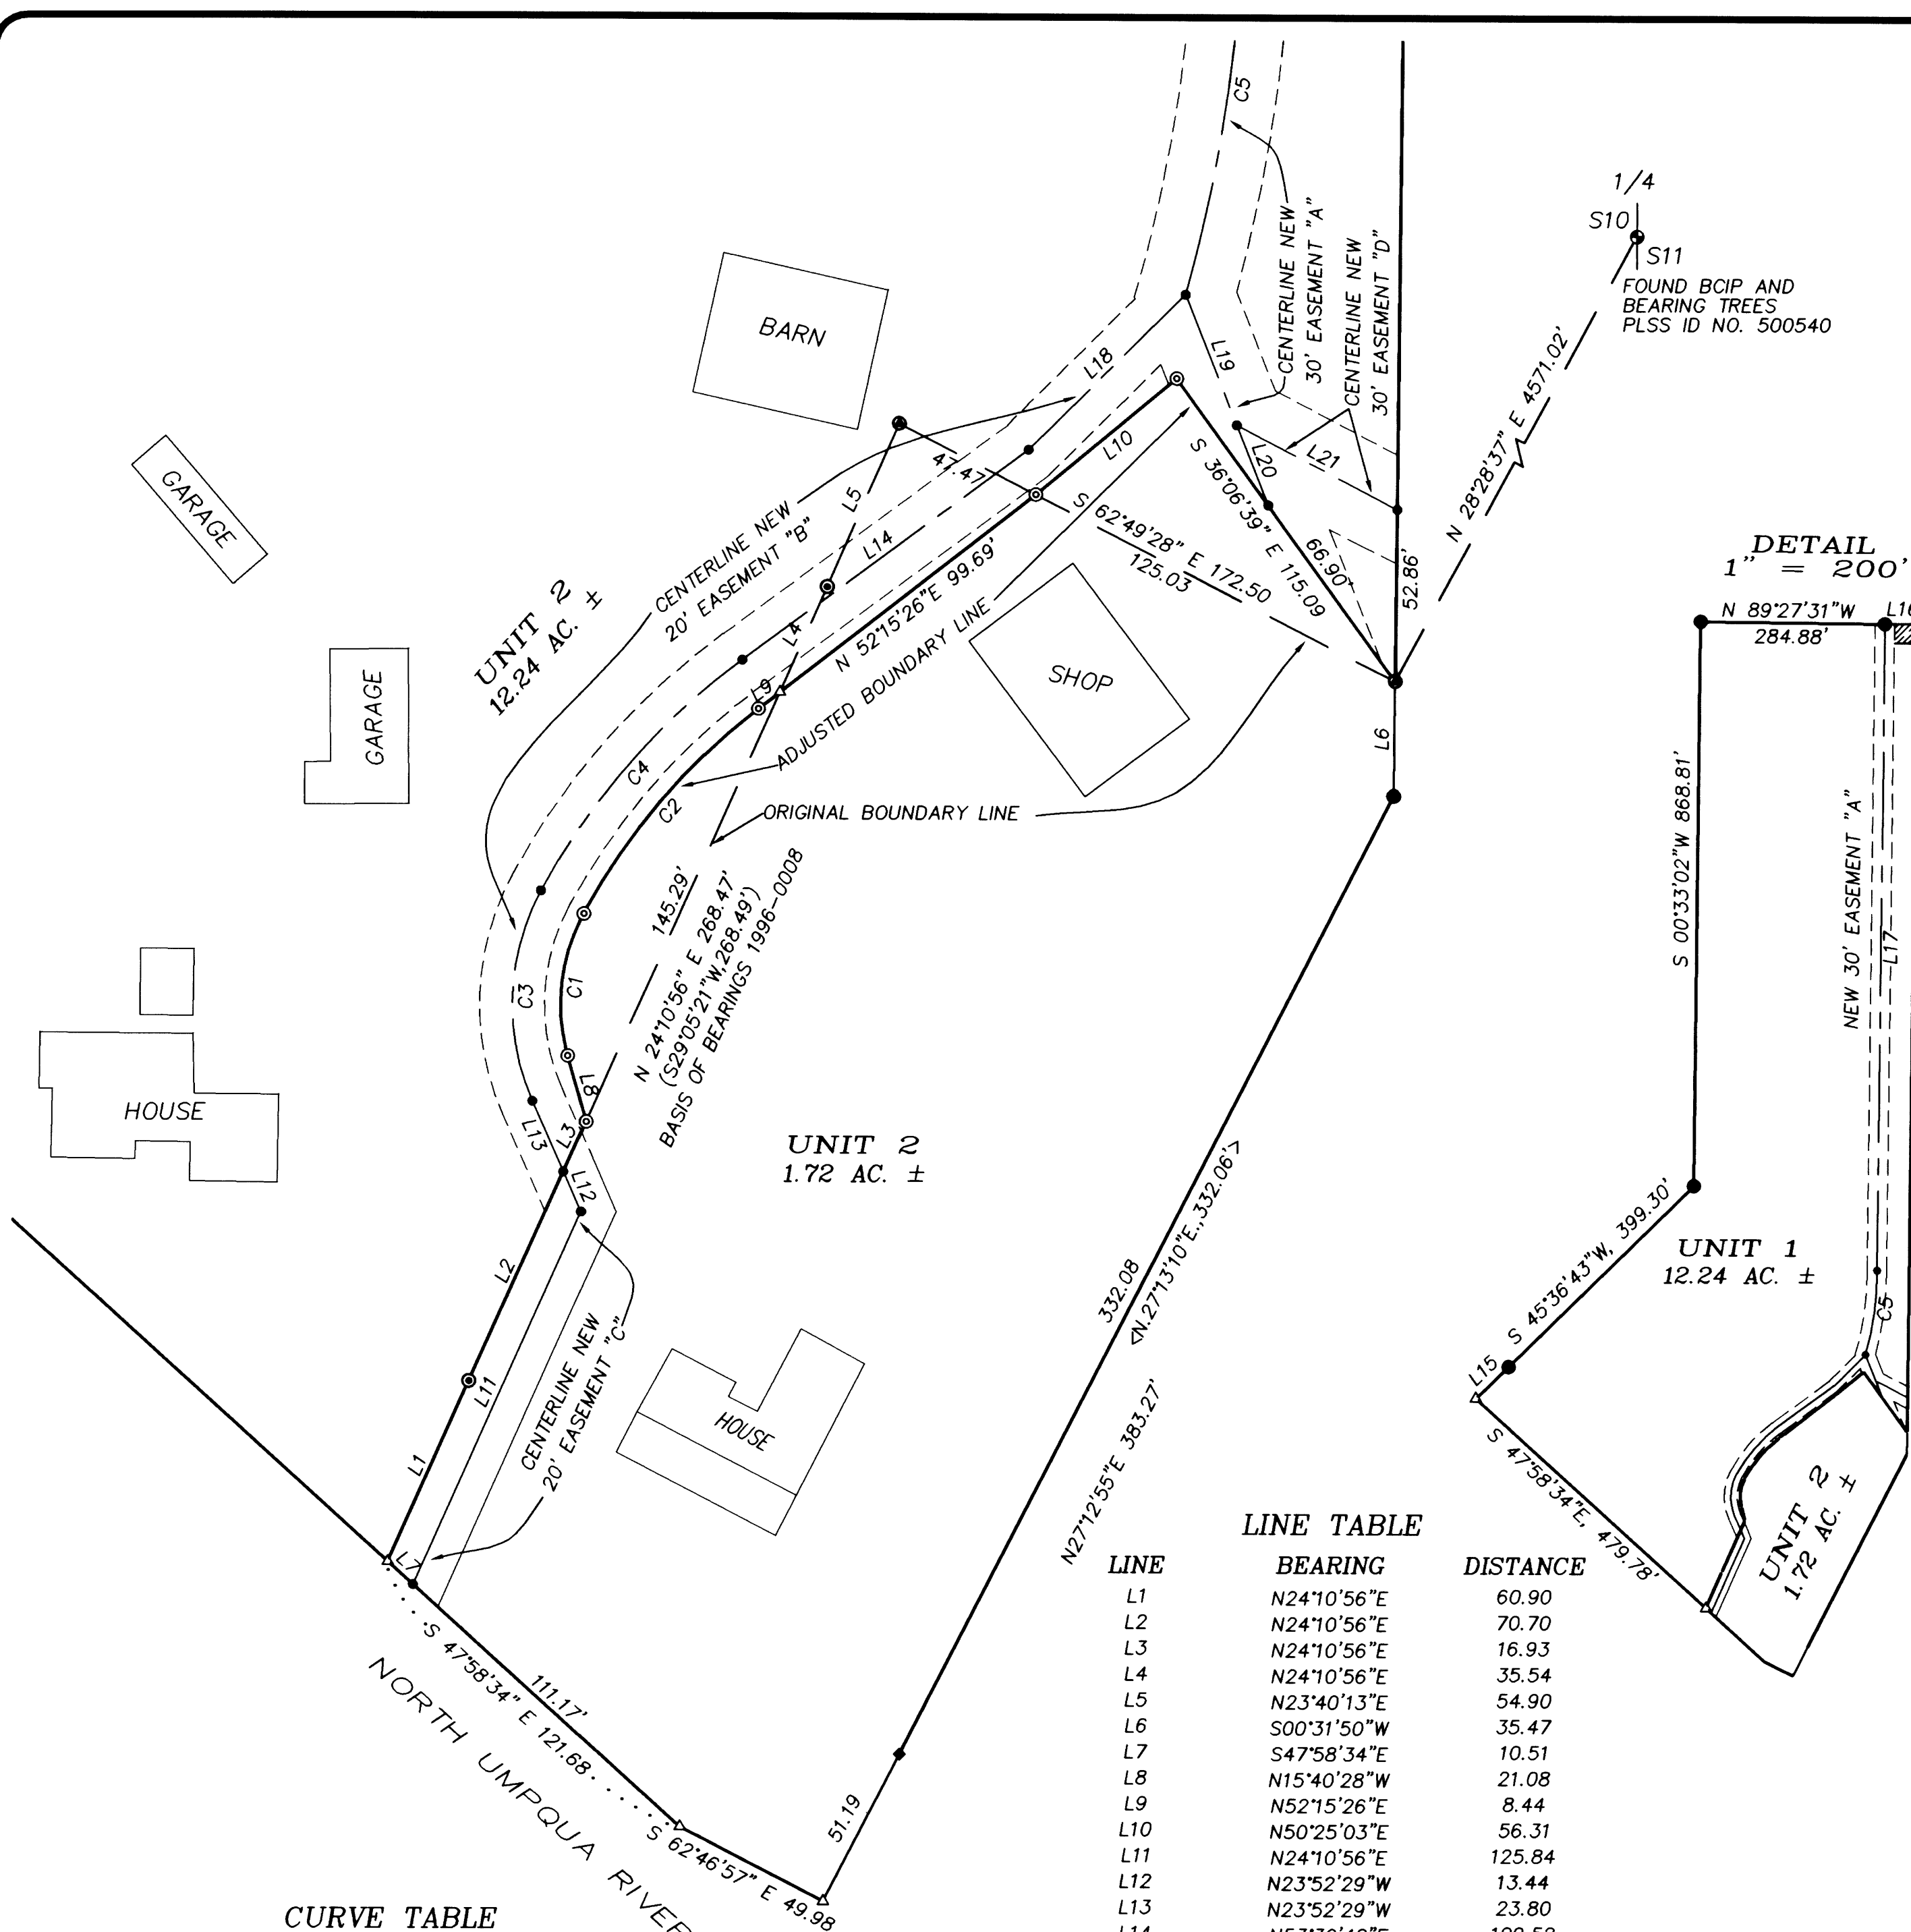 C5
1/4
S10
S11
FOUND BCIP AND
BEARING TREES
PLSS ID NO. 500540
CENTERLINE NEW
30' EASEMENT "A"
CENTERLINE NEW
30' EASEMENT "D"
BARN
L18
L19
N 28°28'37" E 4571.02'
GARAGE
L10
47.47
L5
L20
L21
S 36°06'39" E 115.09
66.90'
S 62°49'28" E 172.50
125.03
52.86'
CENTERLINE NEW
20' EASEMENT "B"
L14
L4
N 52°15'26"E 99.69'
UNIT 2
12.24 AC. ±
DETAIL
1" = 200'
N 89°27'31"W
284.88'
GARAGE
L9
SHOP
L6
ADJUSTED BOUNDARY LINE
C4
C2
ORIGINAL BOUNDARY LINE
S 00°33'02"W 868.81'
NEW 30' EASEMENT "A"
L17
145.29'
N 24°10'56" E 268.47'
(S29°05'21"W,268.49')
BASIS OF BEARINGS 1996-0008
C3
C1
L8
HOUSE
L13
L3
L12
UNIT 2
1.72 AC. ±
L2
332.08
<N.27°13'10"E.,332.06'>
S 45°36'43"W, 399.30'
UNIT 1
12.24 AC. ±
C5
L15
L11
CENTERLINE NEW
20' EASEMENT "C"
HOUSE
L1
N27°12'55"E 383.27'
S 47°58'34"E, 479.78'
UNIT 2
1.72 AC. ±
L7
111.17'
S 47°58'34" E 121.68
NORTH UMPQUA RIVER
51.19
S 62°46'57" E 49.98
LINE TABLE
LINE BEARING DISTANCE
L1 N24°10'56"E 60.90
L2 N24°10'56"E 70.70
L3 N24°10'56"E 16.93
L4 N24°10'56"E 35.54
L5 N23°40'13"E 54.90
L6 S00°31'50"W 35.47
L7 S47°58'34"E 10.51
L8 N15°40'28"W 21.08
L9 N52°15'26"E 8.44
L10 N50°25'03"E 56.31
L11 N24°10'56"E 125.84
L12 N23°52'29"W 13.44
L13 N23°52'29"W 23.80
L14
CURVE TABLE